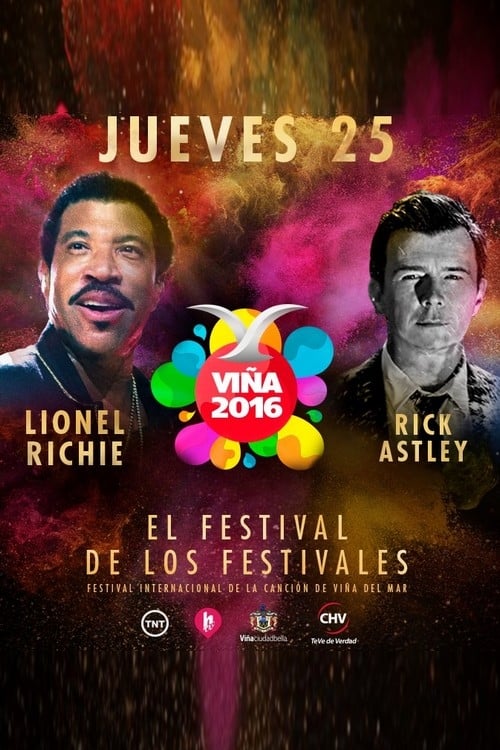 JUEVES 25
VIÑA
2016
LIONEL
RICHIE
RICK
ASTLEY
EL FESTIVAL
DE LOS FESTIVALES
FESTIVAL INTERNACIONAL DE LA CANCIÓN DE VIÑA DEL MAR
TNT
h
Viñaciudadbella
CHV
TeVe de Verdad